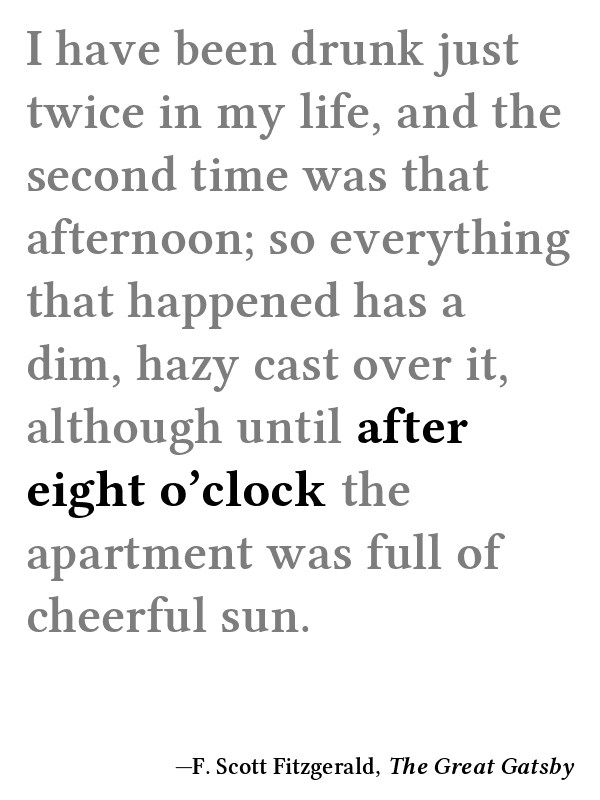 I have been drunk just
twice in my life, and the
second time was that
afternoon; so everything
that happened has a
dim, hazy cast over it,
although until after
eight o’clock the
apartment was full of
cheerful sun.
—F. Scott Fitzgerald, The Great Gatsby